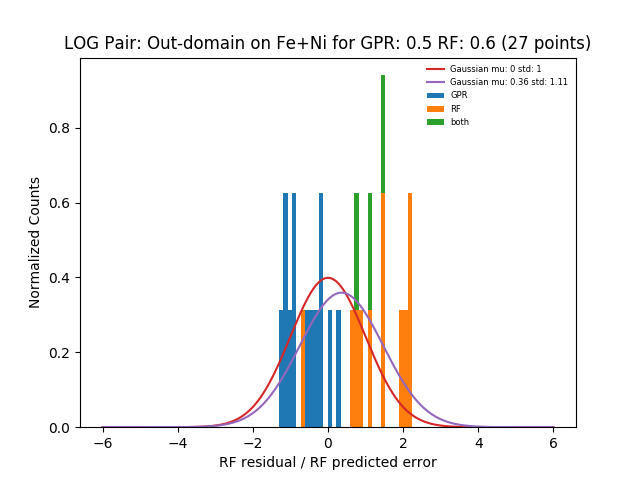 LOG Pair: Out-domain on Fe+Ni for GPR: 0.5 RF: 0.6 (27 points)
Gaussian mu: 0 std: 1
Gaussian mu: 0.36 std: 1.11
GPR
RF
both
Normalized Counts
0.8
0.6
0.4
0.2
0.0
−6 −4 −2 0 2 4 6
RF residual / RF predicted error